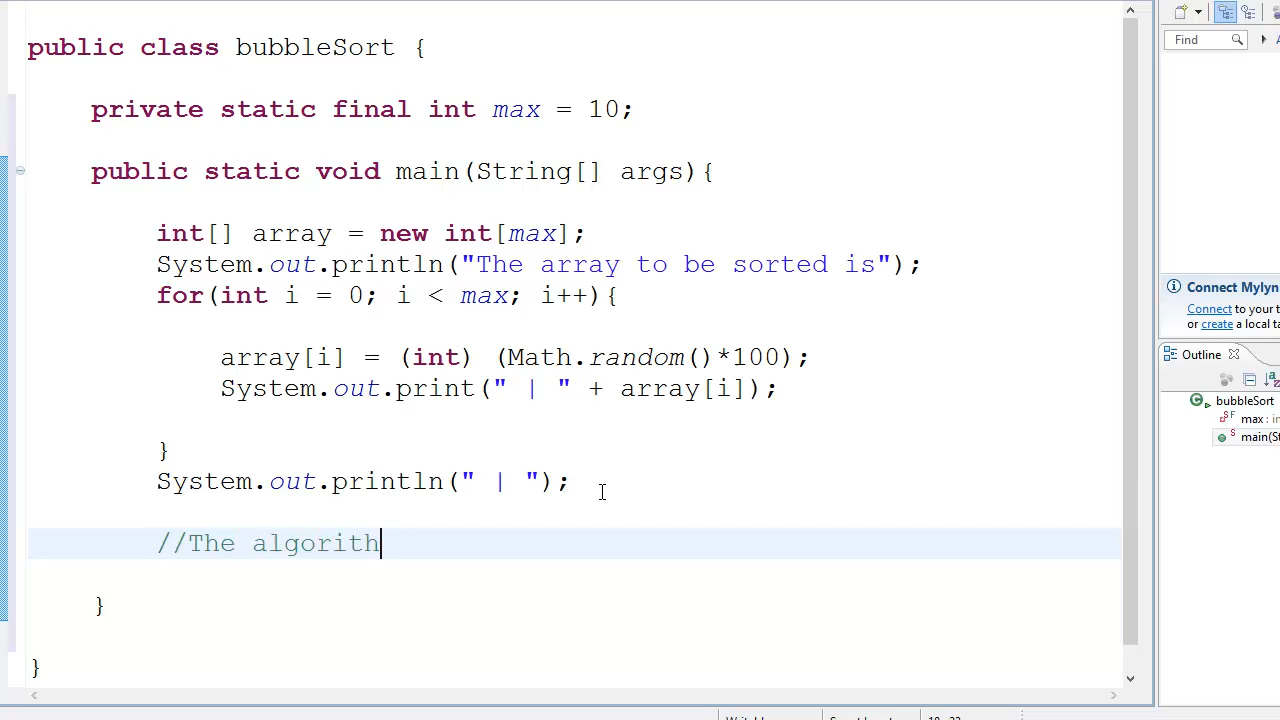 public class bubbleSort {
private static final int max = 10;
public static void main(String[] args){
int[] array = new int[max];
System.out.println("The array to be sorted is");
for(int i = 0; i < max; i++){
array[i] = (int) (Math.random()*100);
System.out.print(" | " + array[i]);
}
System.out.println(" | ");
//The algorith
}
}
Find
Connect Mylyn
Connect to your t
or create a local ta
Outline
bubbleSort
max : in
main(St